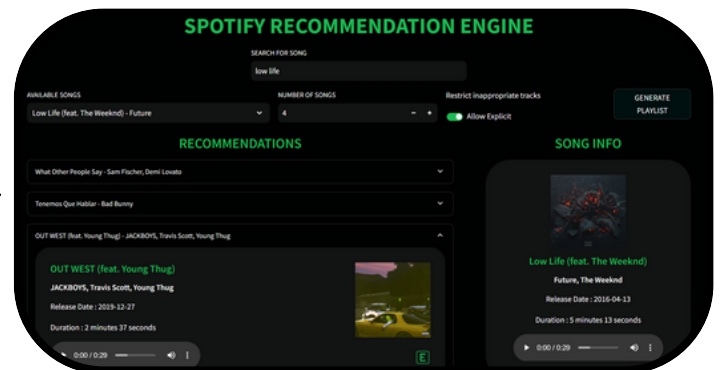 SPOTIFY RECOMMENDATION ENGINE
SEARCH FOR SONG
low life
AVAILABLE SONGS
NUMBER OF SONGS
Restrict inappropriate tracks
GENERATE
PLAYLIST
Low Life (feat. The Weeknd) - Future
4
- +
Allow Explicit
RECOMMENDATIONS
SONG INFO
What Other People Say - Sam Fischer, Demi Lovato
Tenemos Que Hablar - Bad Bunny
OUT WEST (feat. Young Thug) - JACKBOYS, Travis Scott, Young Thug
OUT WEST (feat. Young Thug)
JACKBOYS, Travis Scott, Young Thug
Release Date : 2019-12-27
Duration : 2 minutes 37 seconds
0:00 / 0:29
E
Low Life (feat. The Weeknd)
Future, The Weeknd
Release Date : 2016-04-13
Duration : 5 minutes 13 seconds
0:00 / 0:29